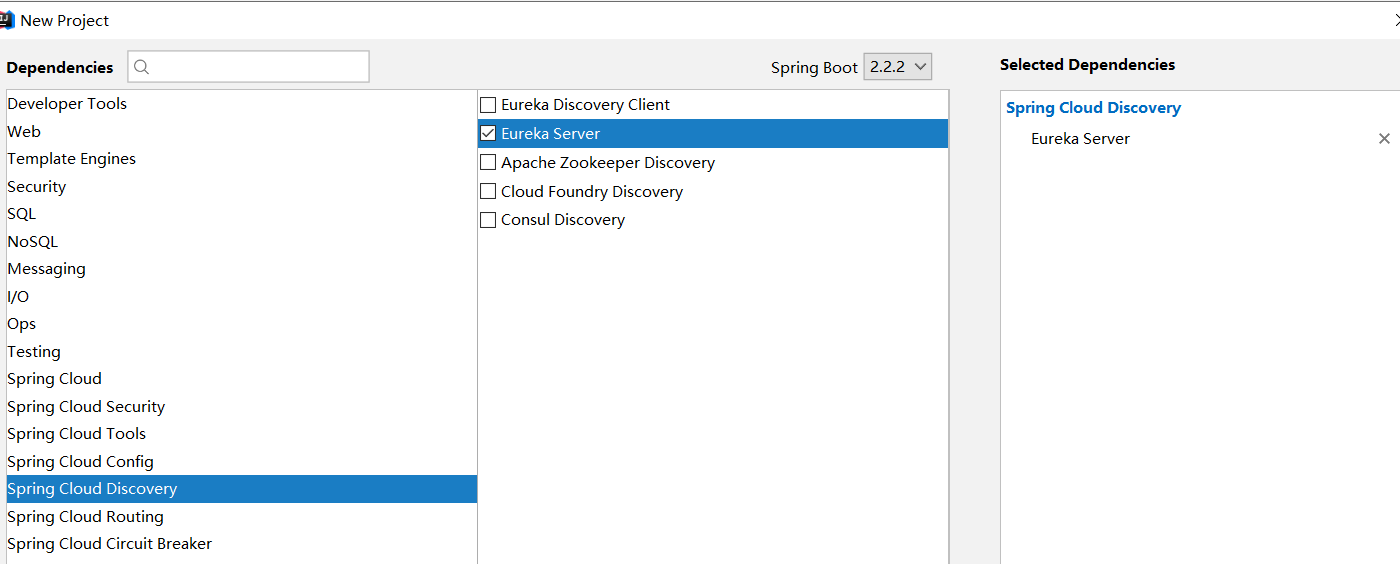 New Project
Dependencies
Spring Boot 2.2.2
Selected Dependencies
Developer Tools
Web
Template Engines
Security
SQL
NoSQL
Messaging
I/O
Ops
Testing
Spring Cloud
Spring Cloud Security
Spring Cloud Tools
Spring Cloud Config
Spring Cloud Discovery
Spring Cloud Routing
Spring Cloud Circuit Breaker
Eureka Discovery Client
Eureka Server
Apache Zookeeper Discovery
Cloud Foundry Discovery
Consul Discovery
Spring Cloud Discovery
Eureka Server